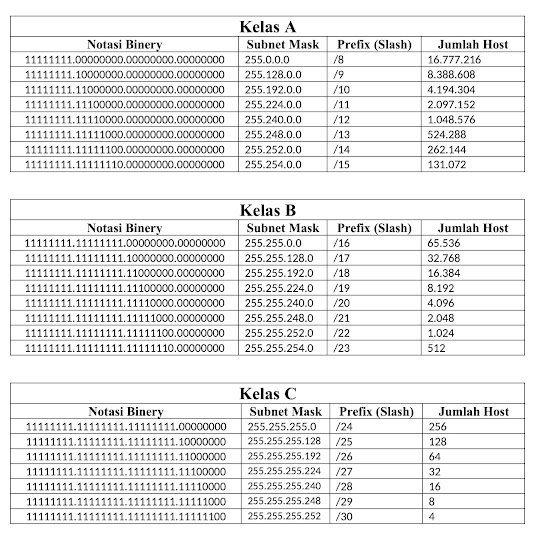 Kelas A
Notasi Binery Subnet Mask Prefix (Slash) Jumlah Host
11111111.00000000.00000000.00000000 255.0.0.0 /8 16.777.216
11111111.10000000.00000000.00000000 255.128.0.0 /9 8.388.608
11111111.11000000.00000000.00000000 255.192.0.0 /10 4.194.304
11111111.11100000.00000000.00000000 255.224.0.0 /11 2.097.152
11111111.11110000.00000000.00000000 255.240.0.0 /12 1.048.576
11111111.11111000.00000000.00000000 255.248.0.0 /13 524.288
11111111.11111100.00000000.00000000 255.252.0.0 /14 262.144
11111111.11111110.00000000.00000000 255.254.0.0 /15 131.072
Kelas B
Notasi Binery Subnet Mask Prefix (Slash) Jumlah Host
11111111.11111111.00000000.00000000 255.255.0.0 /16 65.536
11111111.11111111.10000000.00000000 255.255.128.0 /17 32.768
11111111.11111111.11000000.00000000 255.255.192.0 /18 16.384
11111111.11111111.11100000.00000000 255.255.224.0 /19 8.192
11111111.11111111.11110000.00000000 255.255.240.0 /20 4.096
11111111.11111111.11111000.00000000 255.255.248.0 /21 2.048
11111111.11111111.11111100.00000000 255.255.252.0 /22 1.024
11111111.11111111.11111110.00000000 255.255.254.0 /23 512
Kelas C
Notasi Binery Subnet Mask Prefix (Slash) Jumlah Host
11111111.11111111.11111111.00000000 255.255.255.0 /24 256
11111111.11111111.11111111.10000000 255.255.255.128 /25 128
11111111.11111111.11111111.11000000 255.255.255.192 /26 64
11111111.11111111.11111111.11100000 255.255.255.224 /27 32
11111111.11111111.11111111.11110000 255.255.255.240 /28 16
11111111.11111111.11111111.11111000 255.255.255.248 /29 8
11111111.11111111.11111111.11111100 255.255.255.252 /30 4